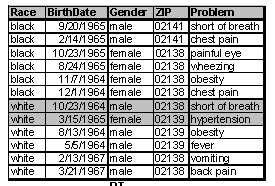 Race BirthDate Gender ZIP Problem
black 9/20/1965 male 02141 short of breath
black 2/14/1965 male 02141 chest pain
black 10/23/1965 female 02138 painful eye
black 8/24/1965 female 02138 wheezing
black 11/7/1964 female 02138 obesity
black 12/1/1964 female 02138 chest pain
white 10/23/1964 male 02138 short of breath
white 3/15/1965 female 02139 hypertension
white 8/13/1964 male 02139 obesity
white 5/5/1964 male 02139 fever
white 2/13/1967 male 02138 vomiting
white 3/21/1967 male 02138 back pain